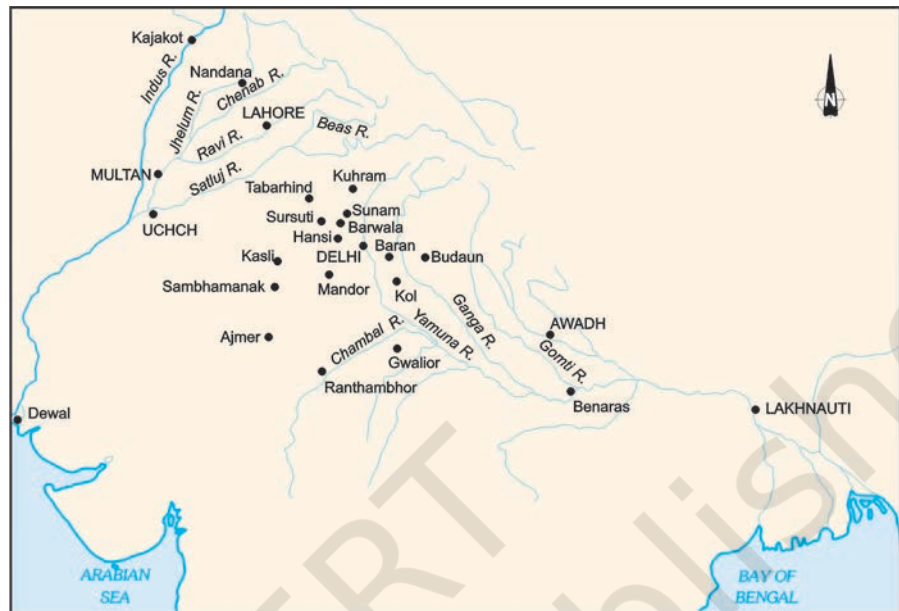 Kajakot
Indus R.
Nandana
Chenab R.
Jhelum R.
LAHORE
Ravi R.
Beas R.
MULTAN
Satluj R.
Kuhram
Tabarhind
UCHCH
Sunam
Sursuti
Barwala
Hansi
Baran
Kasli
DELHI
Budaun
Sambhamanak
Mandor
Kol
Ganga R.
AWADH
Ajmer
Chambal R.
Yamuna R.
Gomti R.
Gwalior
Ranthambhor
Benaras
Dewal
LAKHNAUTI
ARABIAN
SEA
BAY OF
BENGAL
N